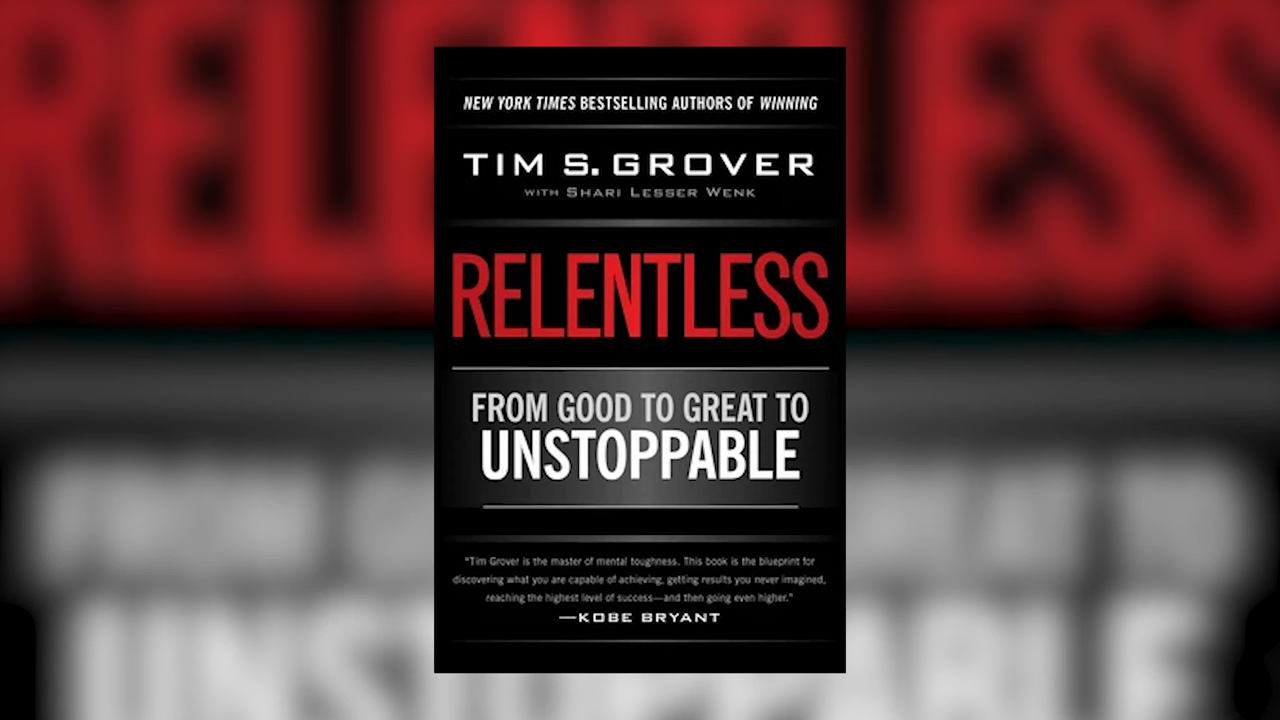 NEW YORK TIMES BESTSELLING AUTHORS OF WINNING
TIM S. GROVER
WITH SHARI LESSER WENK
RELENTLESS
FROM GOOD TO GREAT TO
UNSTOPPABLE
"Tim Grover is the master of mental toughness. This book is the blueprint for
discovering what you are capable of achieving, getting results you never imagined,
reaching the highest level of success—and then going even higher."
—KOBE BRYANT